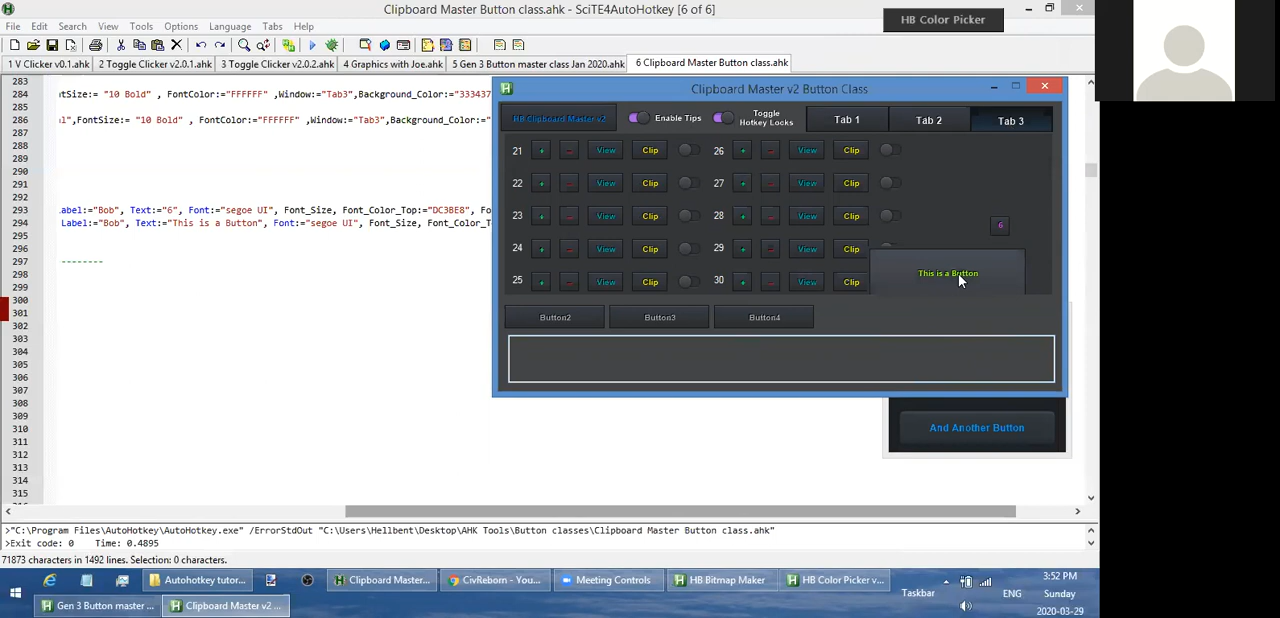 Clipboard Master Button class.ahk - SciTE4AutoHotkey [6 of 6]
HB Color Picker
File Edit Search View Tools Options Language Tabs Help
1 V Clicker v0.1.ahk 2 Toggle Clicker v2.0.1.ahk 3 Toggle Clicker v2.0.2.ahk 4 Graphics with Joe.ahk 5 Gen 3 Button master class Jan 2020.ahk 6 Clipboard Master Button class.ahk
283
284 ıtSize:= "10 Bold" , FontColor:="FFFFFF" ,Window:="Tab3",Background_Color:="333437
285
286 ı",FontSize:= "10 Bold" , FontColor:="FFFFFF" ,Window:="Tab3",Background_Color:="
287
288
289
290
291
292
293 abel:="Bob", Text:="6", Font:="segoe UI", Font_Size, Font_Color_Top:="DC3BE8", Fo
294 Label:="Bob", Text:="This is a Button", Font:="segoe UI", Font_Size, Font_Color_T
295
296
297 --------
298
299
300
301
302
303
304
305
306
307
308
309
310
311
312
313
314
315
Clipboard Master v2 Button Class
HB Clipboard Master v2 Enable Tips Toggle Hotkey Locks Tab 1 Tab 2 Tab 3
21 + - View Clip 26 + - View Clip
22 + - View Clip 27 + - View Clip
23 + - View Clip 28 + - View Clip
6
24 + - View Clip 29 + - View Clip
This is a Button
25 + - View Clip 30 + - View Clip
Button2 Button3 Button4
And Another Button
>"C:\Program Files\AutoHotkey\AutoHotkey.exe" /ErrorStdOut "C:\Users\Hellbent\Desktop\AHK Tools\Button classes\Clipboard Master Button class.ahk"
>Exit code: 0 Time: 0.4895
71873 characters in 1492 lines. Selection: 0 characters.
Autohotkey tutor... Clipboard Master... CivReborn - You... Meeting Controls HB Bitmap Maker HB Color Picker v...
Gen 3 Button master ... Clipboard Master v2 ...
Taskbar
ENG
3:52 PM
Sunday
2020-03-29